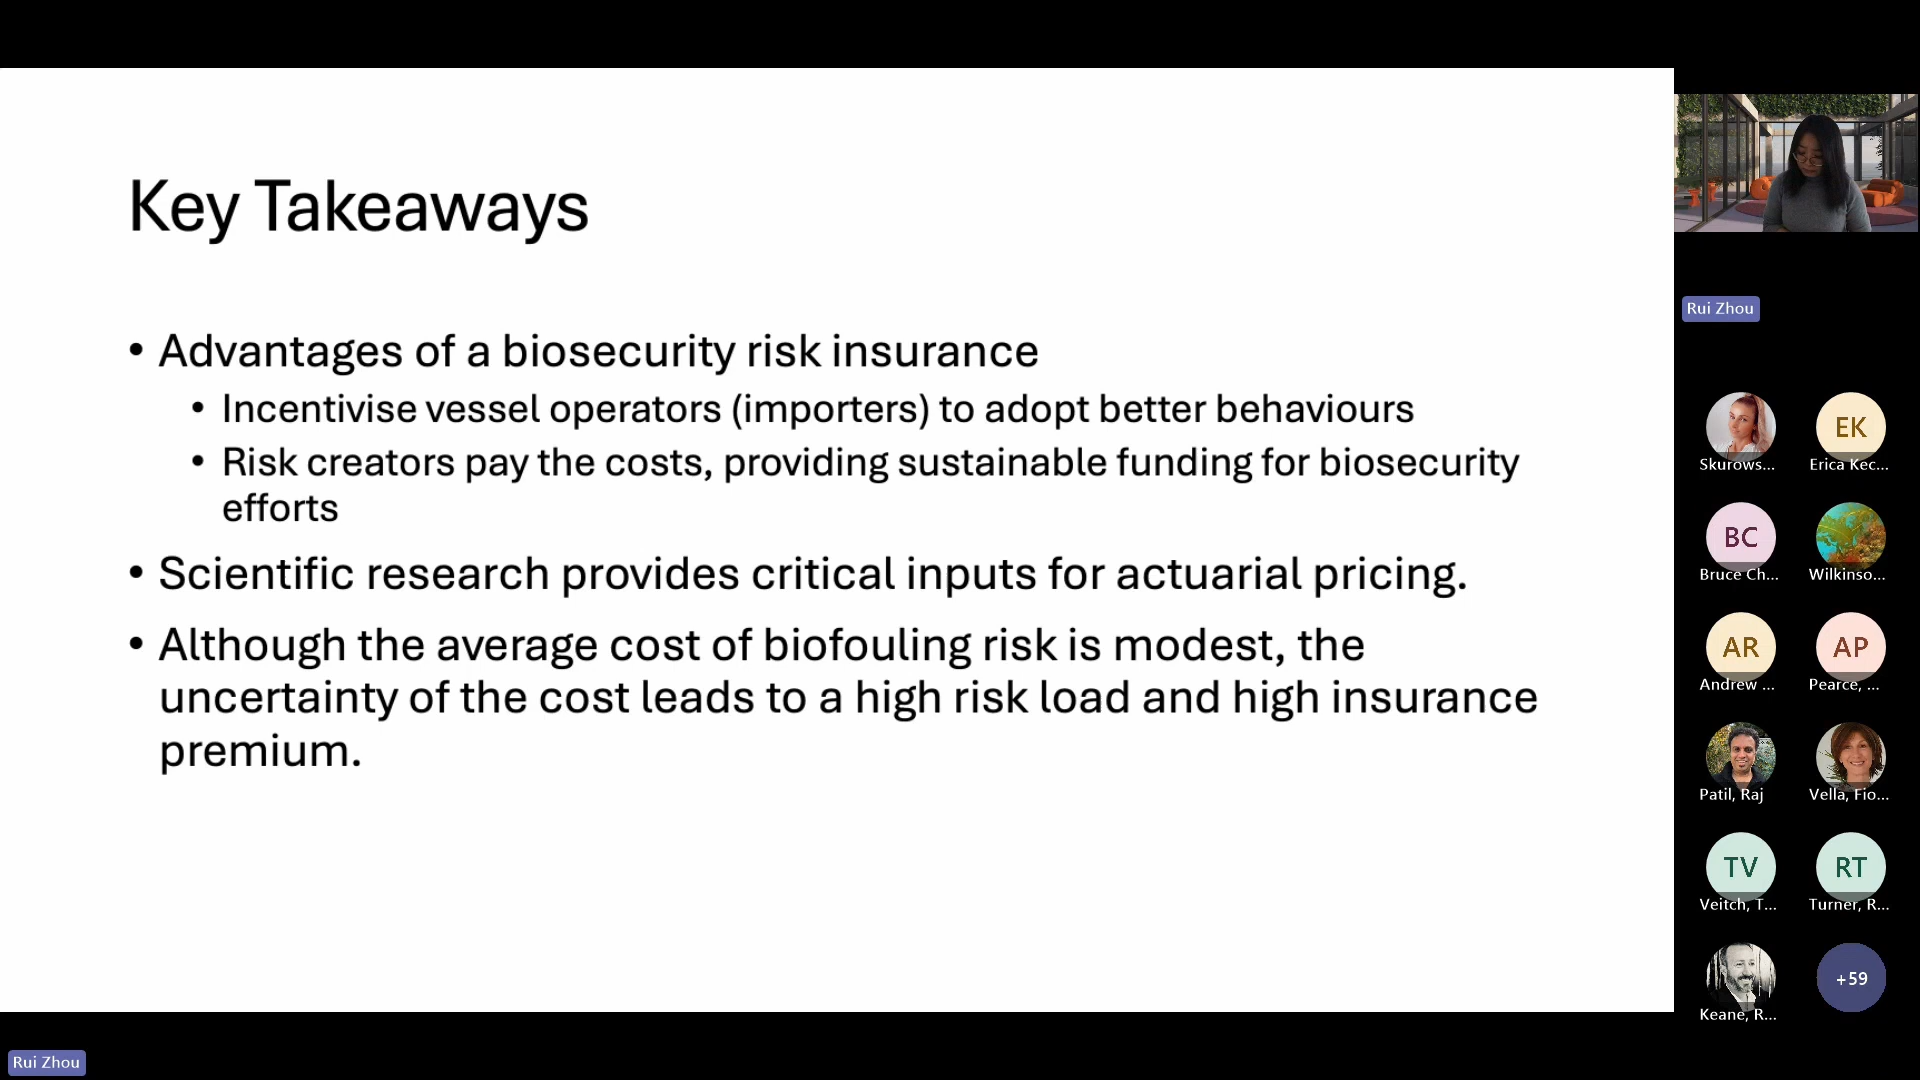 Key Takeaways
• Advantages of a biosecurity risk insurance
• Incentivise vessel operators (importers) to adopt better behaviours
• Risk creators pay the costs, providing sustainable funding for biosecurity
efforts
• Scientific research provides critical inputs for actuarial pricing.
• Although the average cost of biofouling risk is modest, the
uncertainty of the cost leads to a high risk load and high insurance
premium.
Rui Zhou
Skurows...
EK
Erica Kec...
BC
Bruce Ch...
Wilkinso...
AR
Andrew ...
AP
Pearce, ...
Patil, Raj
Vella, Fio...
TV
Veitch, T...
RT
Turner, R...
Keane, R...
+59
Rui Zhou